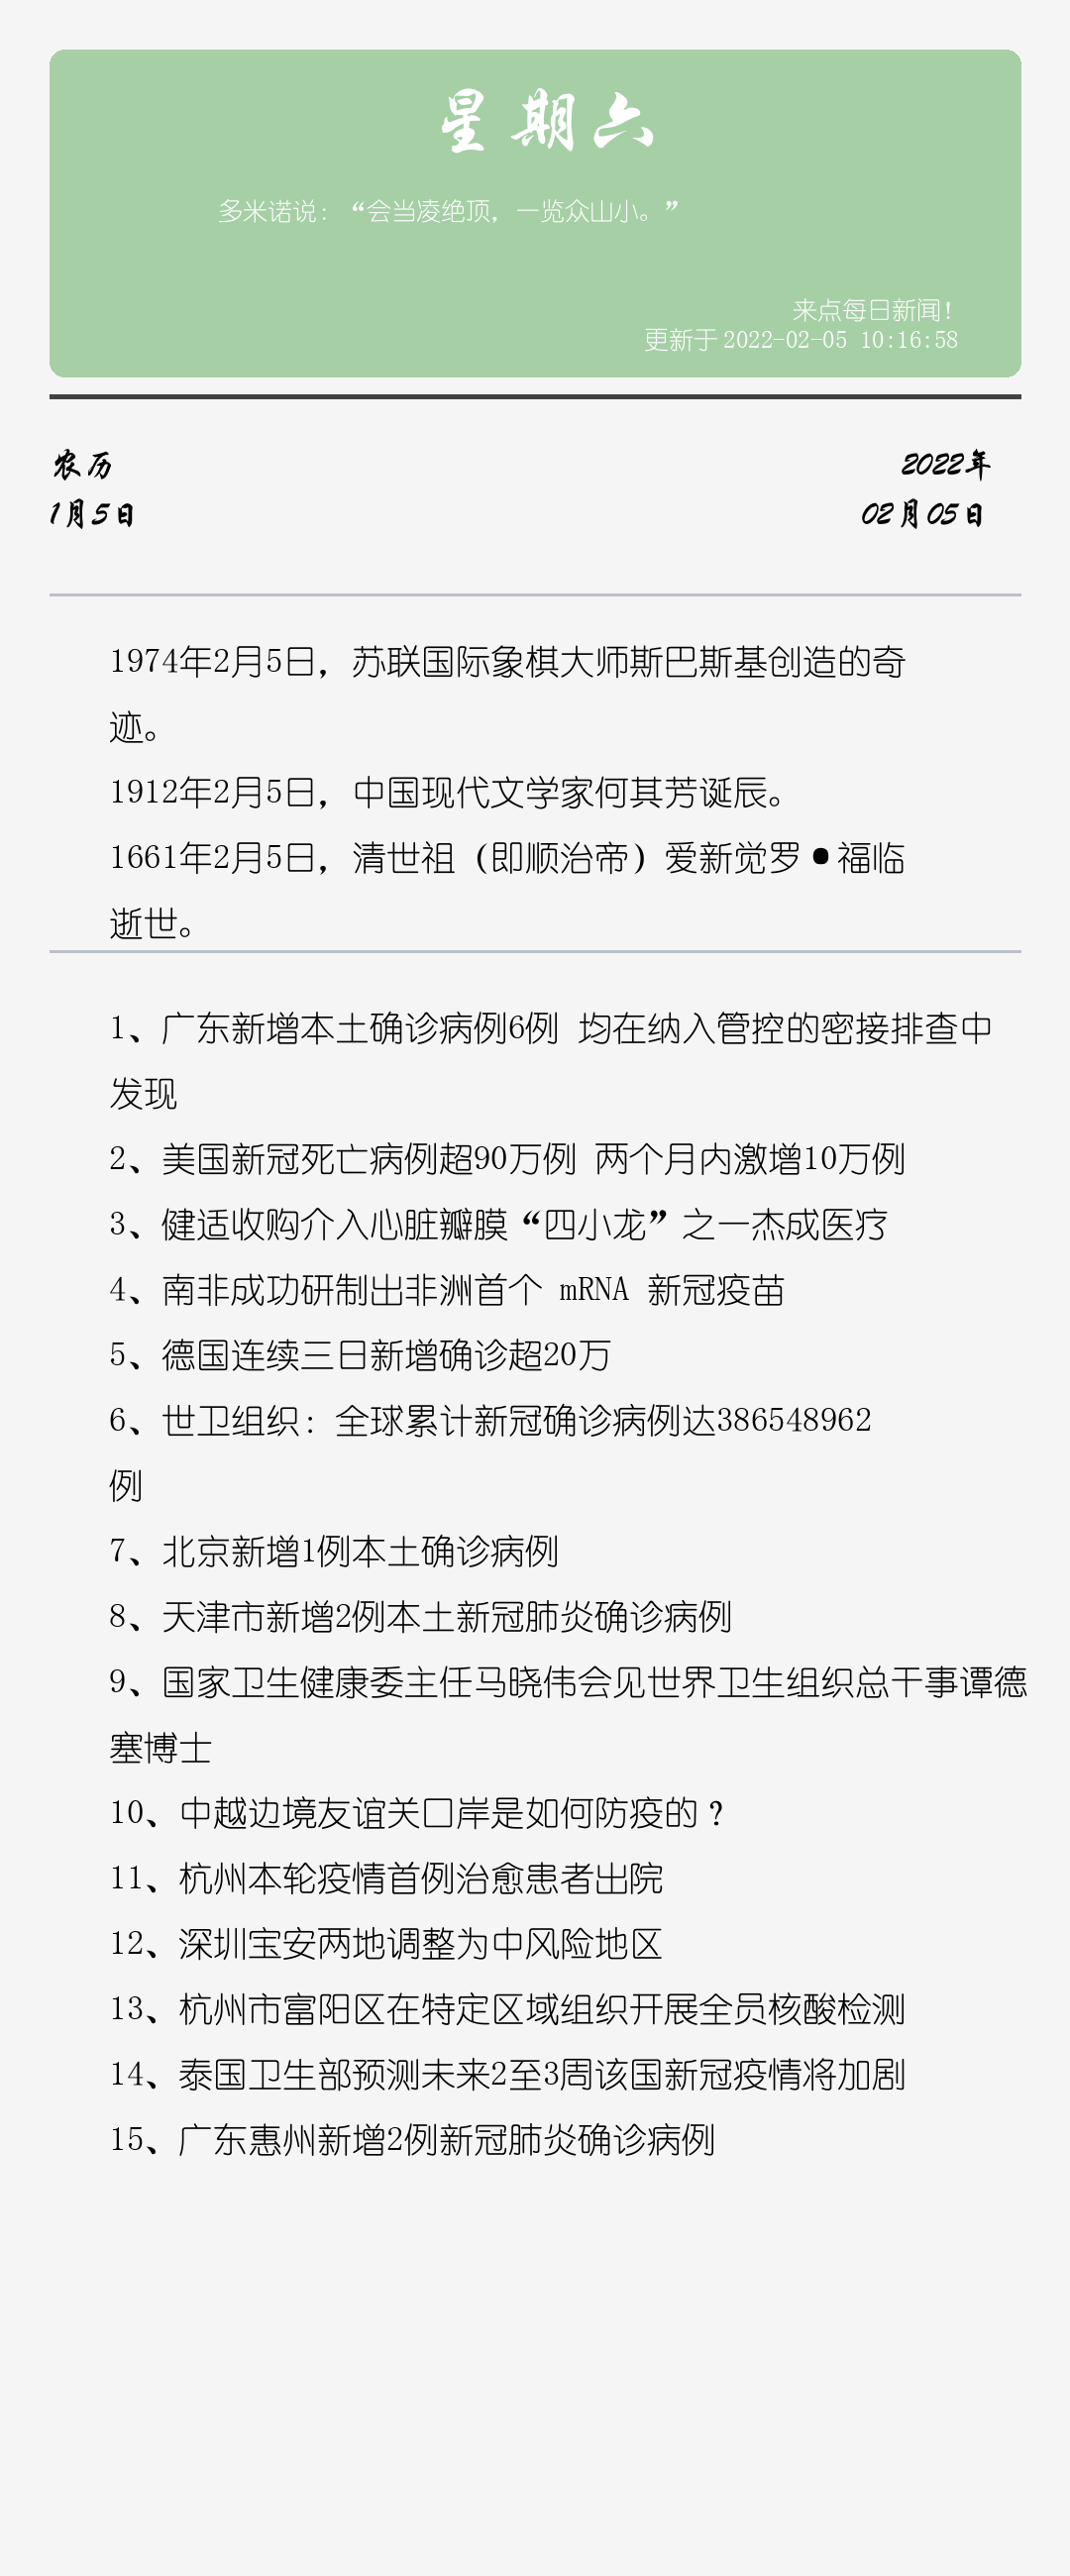 星期六
多米诺说：“会当凌绝顶，一览众山小。”
来点每日新闻！
更新于 2022-02-05 10:16:58
农历
2022年
1月5日
02月05日
1974年2月5日，苏联国际象棋大师斯巴斯基创造的奇
迹。
1912年2月5日，中国现代文学家何其芳诞辰。
1661年2月5日，清世祖（即顺治帝）爱新觉罗•福临
逝世。
1、广东新增本土确诊病例6例 均在纳入管控的密接排查中
发现
2、美国新冠死亡病例超90万例 两个月内激增10万例
3、健适收购介入心脏瓣膜“四小龙”之一杰成医疗
4、南非成功研制出非洲首个 mRNA 新冠疫苗
5、德国连续三日新增确诊超20万
6、世卫组织：全球累计新冠确诊病例达386548962
例
7、北京新增1例本土确诊病例
8、天津市新增2例本土新冠肺炎确诊病例
9、国家卫生健康委主任马晓伟会见世界卫生组织总干事谭德
塞博士
10、中越边境友谊关口岸是如何防疫的？
11、杭州本轮疫情首例治愈患者出院
12、深圳宝安两地调整为中风险地区
13、杭州市富阳区在特定区域组织开展全员核酸检测
14、泰国卫生部预测未来2至3周该国新冠疫情将加剧
15、广东惠州新增2例新冠肺炎确诊病例